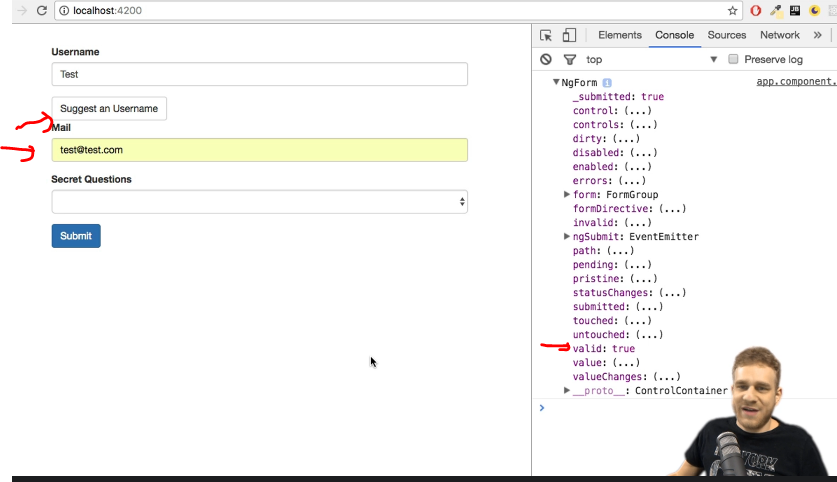 localhost:4200
Username
Test
Suggest an Username
Mail
test@test.com
Secret Questions
Submit
Elements Console Sources Network »
top Preserve log
NgForm app.component.
_submitted: true
control: (...)
controls: (...)
dirty: (...)
disabled: (...)
enabled: (...)
errors: (...)
form: FormGroup
formDirective: (...)
invalid: (...)
ngSubmit: EventEmitter
path: (...)
pending: (...)
pristine: (...)
statusChanges: (...)
submitted: (...)
touched: (...)
untouched: (...)
valid: true
value: (...)
valueChanges: (...)
__proto__: ControlContainer